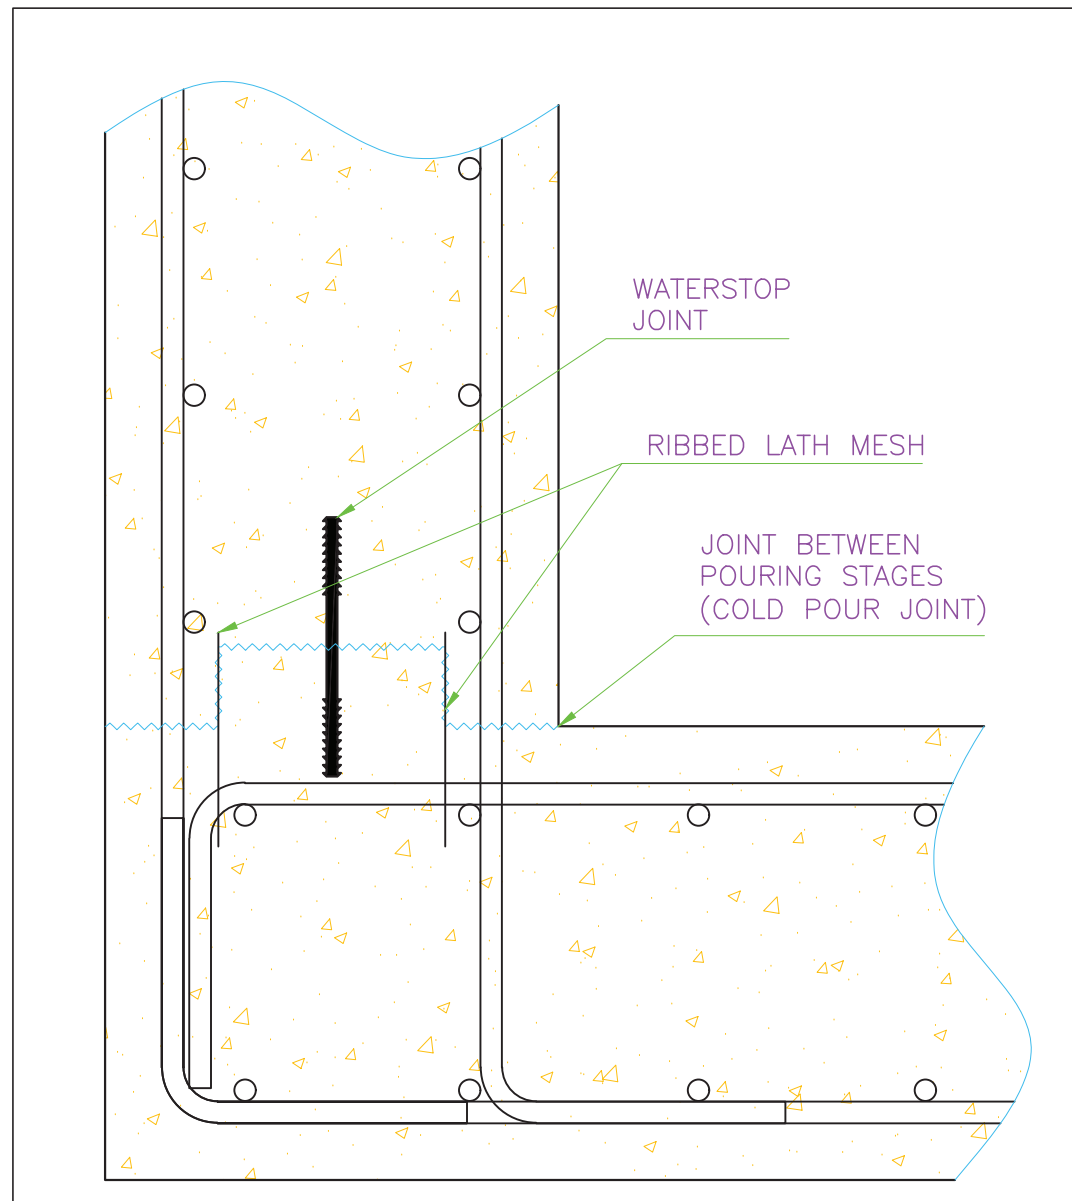 WATERSTOP
JOINT
RIBBED LATH MESH
JOINT BETWEEN
POURING STAGES
(COLD POUR JOINT)